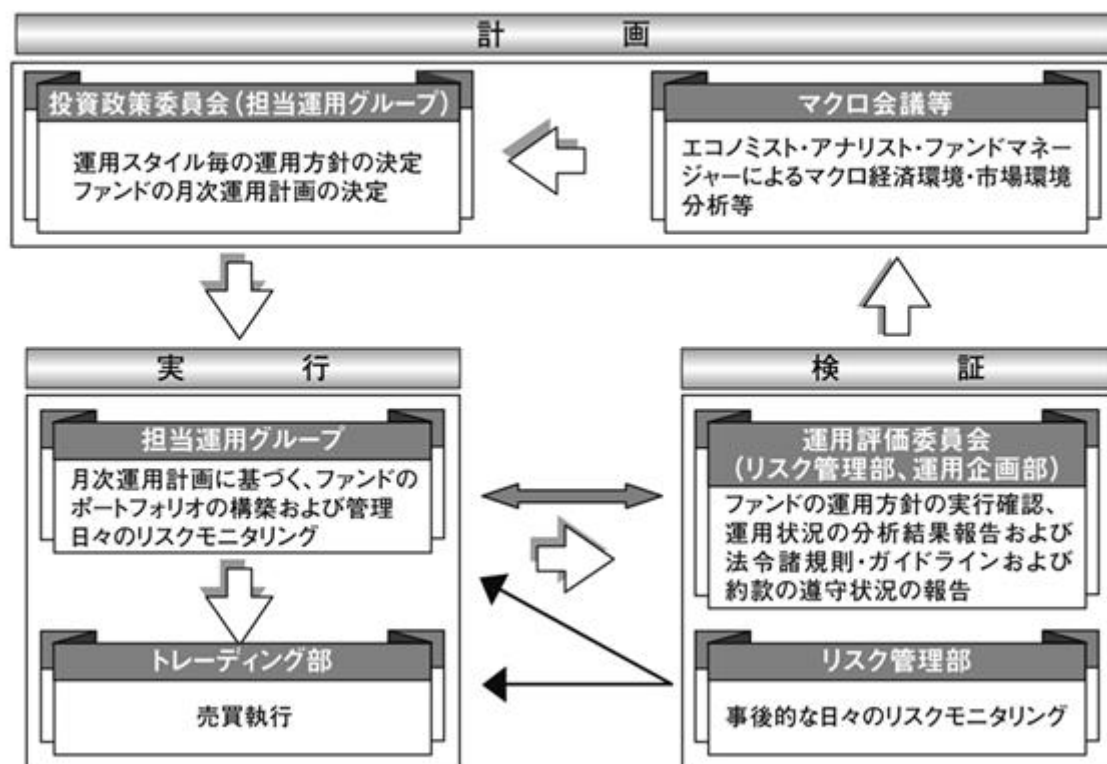 計 画
投資政策委員会(担当運用グループ)
運用スタイル毎の運用方針の決定
ファンドの月次運用計画の決定
マクロ会議等
エコノミスト・アナリスト・ファンドマネー
ジャーによるマクロ経済環境・市場環境
分析等
実 行
担当運用グループ
月次運用計画に基づく、ファンドの
ポートフォリオの構築および管理
日々のリスクモニタリング
トレーディング部
売買執行
検 証
運用評価委員会
(リスク管理部、運用企画部)
ファンドの運用方針の実行確認、
運用状況の分析結果報告および
法令諸規則・ガイドラインおよび
約款の遵守状況の報告
リスク管理部
事後的な日々のリスクモニタリング